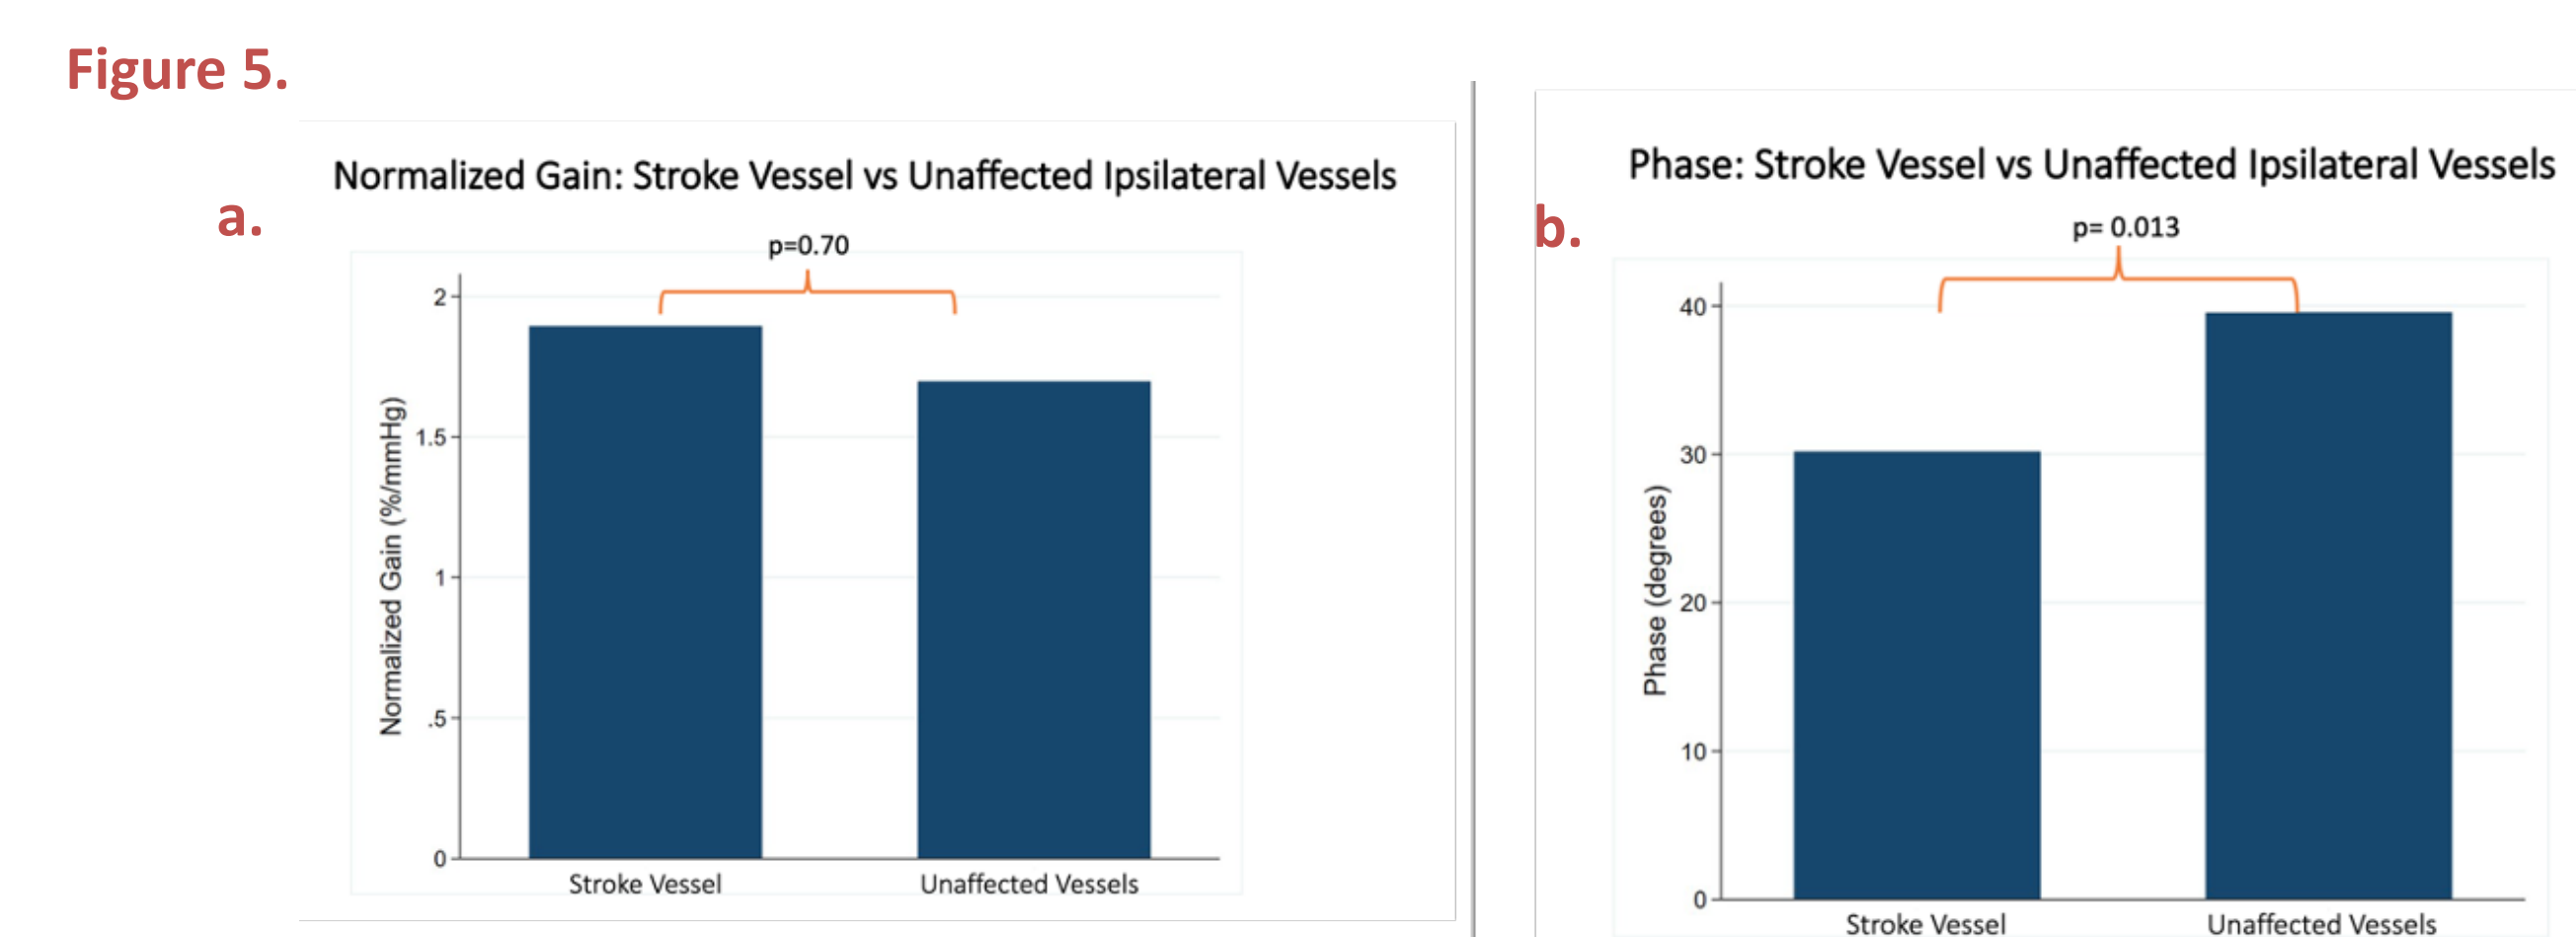 Figure 5.
a.
Normalized Gain: Stroke Vessel vs Unaffected Ipsilateral Vessels
p=0.70
Normalized Gain (%/mmHg)
2
1.5
1
.5
0
Stroke Vessel
Unaffected Vessels
b.
Phase: Stroke Vessel vs Unaffected Ipsilateral Vessels
p= 0.013
Phase (degrees)
40
30
20
10
0
Stroke Vessel
Unaffected Vessels